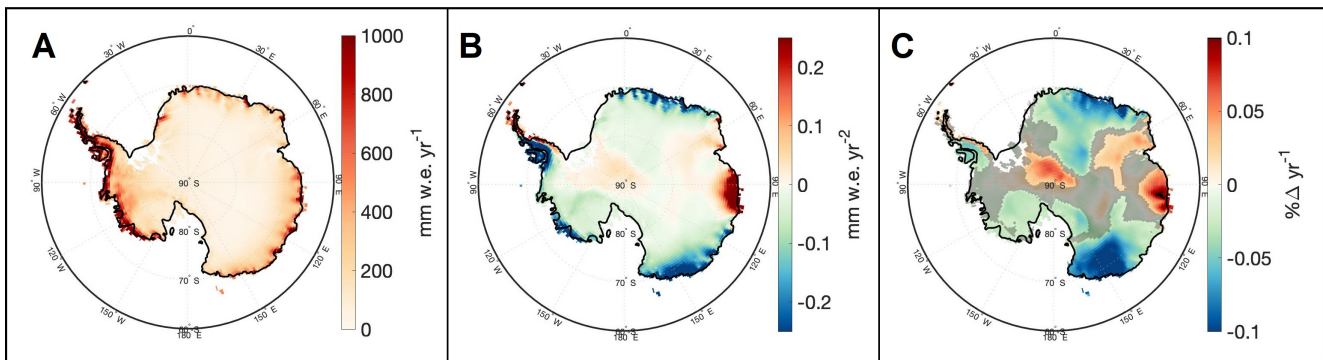 A
0°
30° E
60° E
90° E
120° E
150° E
180° E
150° W
120° W
90° W
60° W
30° W
90° S
80° S
70° S
1000
800
600
400
200
0
mm w.e. yr-1
B
0°
30° E
60° E
90° E
120° E
150° E
180° E
150° W
120° W
90° W
60° W
30° W
90° S
80° S
70° S
0.2
0.1
0
-0.1
-0.2
mm w.e. yr-2
C
0°
30° E
60° E
90° E
120° E
150° E
180° E
150° W
120° W
90° W
60° W
30° W
90° S
80° S
70° S
0.1
0.05
0
-0.05
-0.1
%Δ yr-1